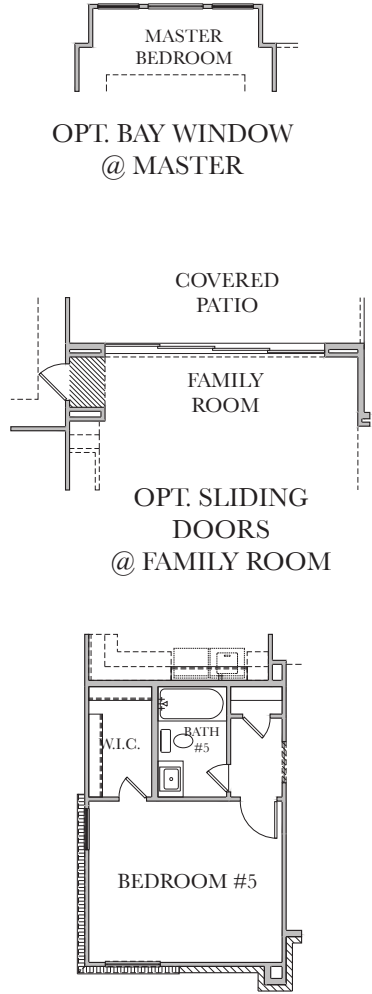 MASTER
BEDROOM
OPT. BAY WINDOW
@ MASTER
COVERED
PATIO
FAMILY
ROOM
OPT. SLIDING
DOORS
@ FAMILY ROOM
W.I.C.
BATH
#5
BEDROOM #5